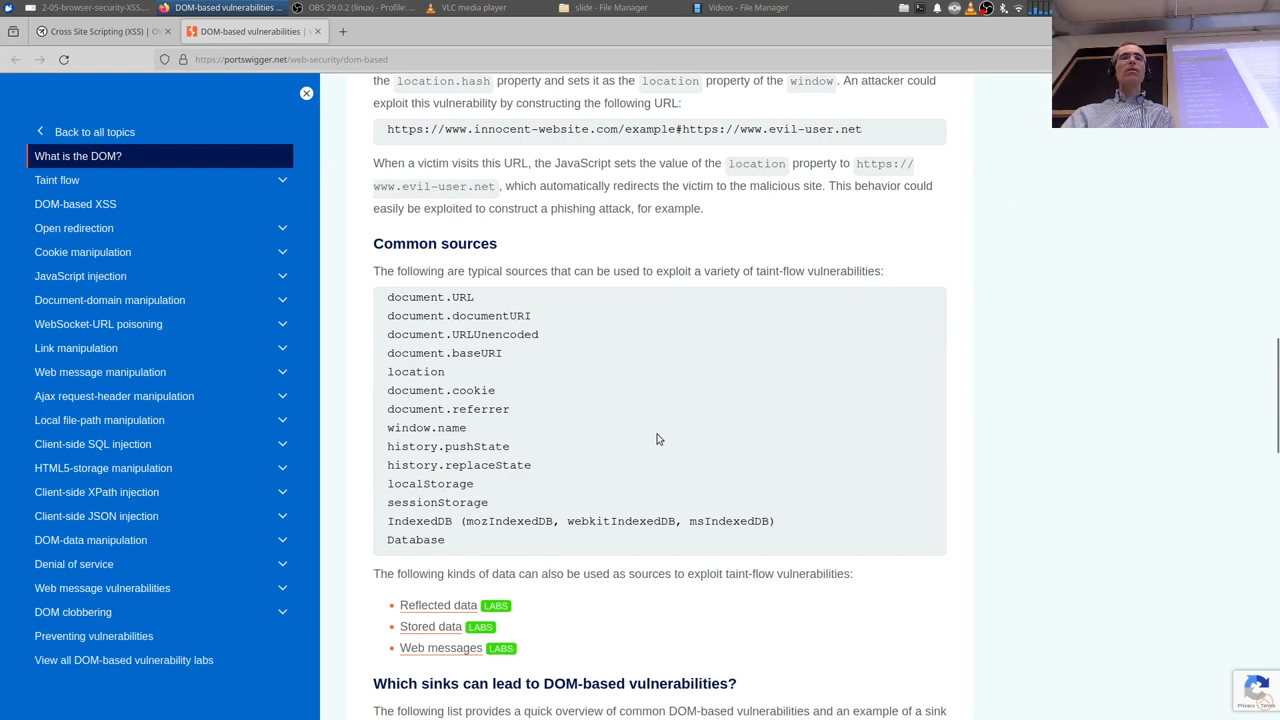 2-05-browser-security-XSS....
DOM-based vulnerabilities ...
OBS 29.0.2 (linux) - Profile: ...
VLC media player
slide - File Manager
Videos - File Manager
Cross Site Scripting (XSS) | O
DOM-based vulnerabilities | W
https://portswigger.net/web-security/dom-based
Back to all topics
What is the DOM?
Taint flow
DOM-based XSS
Open redirection
Cookie manipulation
JavaScript injection
Document-domain manipulation
WebSocket-URL poisoning
Link manipulation
Web message manipulation
Ajax request-header manipulation
Local file-path manipulation
Client-side SQL injection
HTML5-storage manipulation
Client-side XPath injection
Client-side JSON injection
DOM-data manipulation
Denial of service
Web message vulnerabilities
DOM clobbering
Preventing vulnerabilities
View all DOM-based vulnerability labs
the location.hash property and sets it as the location property of the window. An attacker could
exploit this vulnerability by constructing the following URL:
https://www.innocent-website.com/example#https://www.evil-user.net
When a victim visits this URL, the JavaScript sets the value of the location property to https://
www.evil-user.net, which automatically redirects the victim to the malicious site. This behavior could
easily be exploited to construct a phishing attack, for example.
Common sources
The following are typical sources that can be used to exploit a variety of taint-flow vulnerabilities:
document.URL
document.documentURI
document.URLUnencoded
document.baseURI
location
document.cookie
document.referrer
window.name
history.pushState
history.replaceState
localStorage
sessionStorage
IndexedDB (mozIndexedDB, webkitIndexedDB, msIndexedDB)
Database
The following kinds of data can also be used as sources to exploit taint-flow vulnerabilities:
• Reflected data LABS
• Stored data LABS
• Web messages LABS
Which sinks can lead to DOM-based vulnerabilities?
The following list provides a quick overview of common DOM-based vulnerabilities and an example of a sink
Privacy - Terms